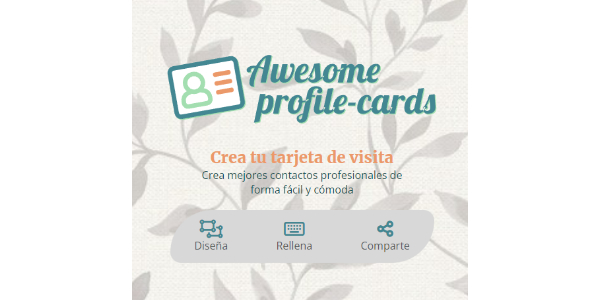 Awesome
profile-cards
Crea tu tarjeta de visita
Crea mejores contactos profesionales de
forma fácil y cómoda
Diseña Rellena Comparte